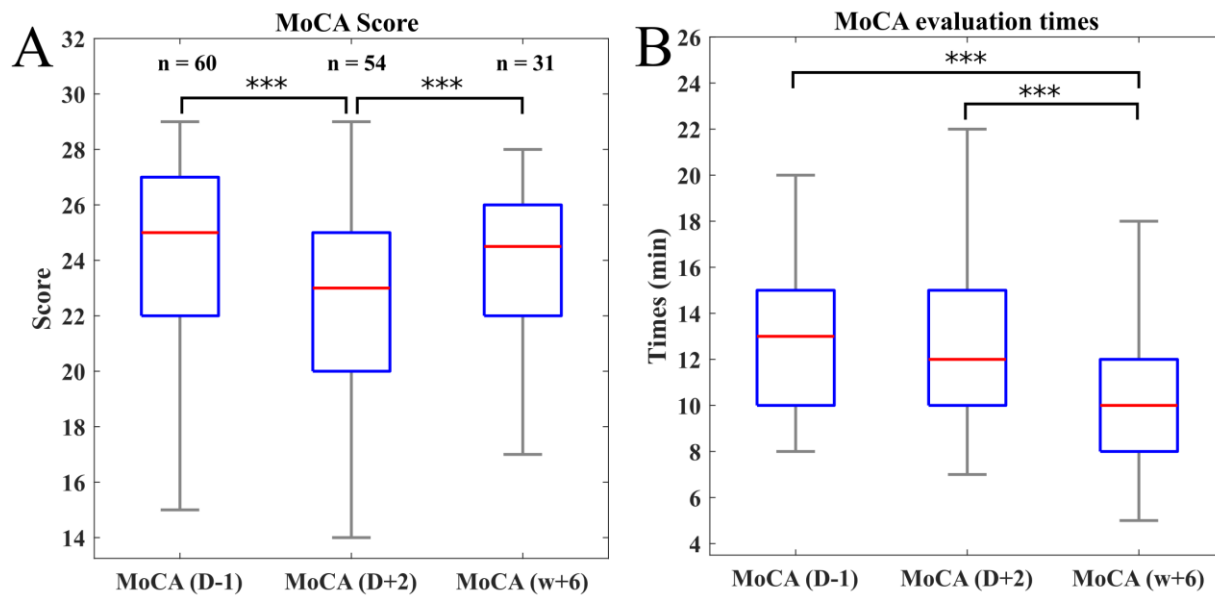 A
MoCA Score
n = 60
n = 54
n = 31
***
***
Score
32
30
28
26
24
22
20
18
16
14
MoCA (D-1)
MoCA (D+2)
MoCA (w+6)
B
MoCA evaluation times
***
***
Times (min)
26
24
22
20
18
16
14
12
10
8
6
4
MoCA (D-1)
MoCA (D+2)
MoCA (w+6)